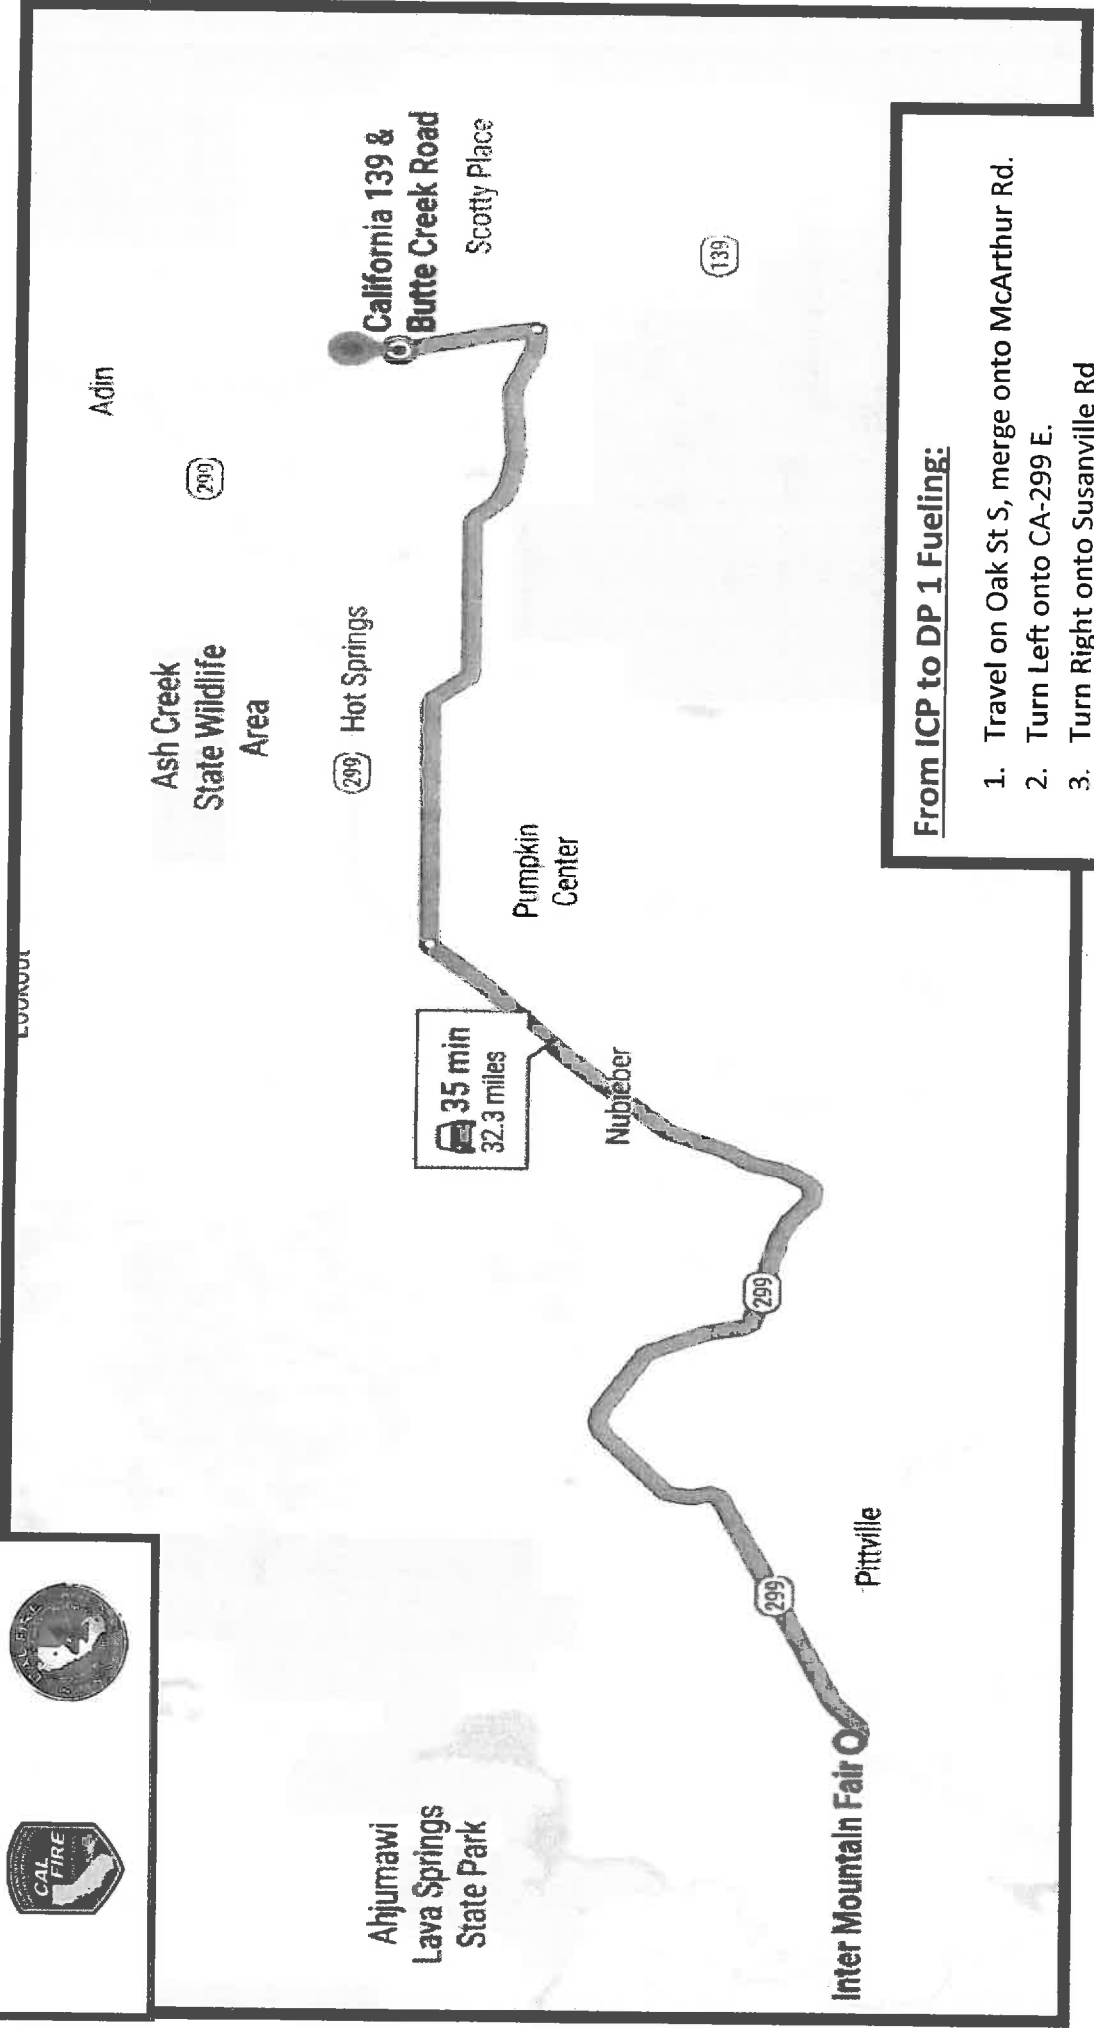 CAL
FIRE
CAL FIRE
Lookout
Adin
299
Ash Creek
State Wildlife
Area
299
Hot Springs
California 139 &
Butte Creek Road
Scotty Place
139
35 min
32.3 miles
Pumpkin
Center
Nubieber
299
299
Pittville
Ahjumawi
Lava Springs
State Park
Inter Mountain Fair
From ICP to DP 1 Fueling:
1. Travel on Oak St S, merge onto McArthur Rd.
2. Turn Left onto CA-299 E.
3. Turn Right onto Susanville Rd